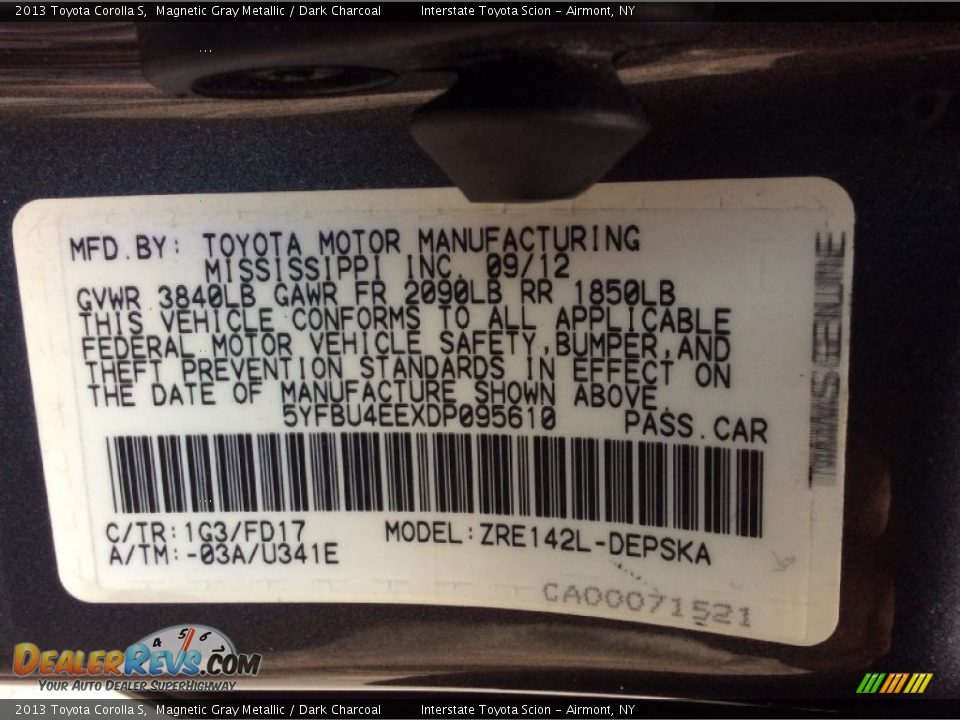 2013 Toyota Corolla S, Magnetic Gray Metallic / Dark Charcoal Interstate Toyota Scion - Airmont, NY
MFD.BY: TOYOTA MOTOR MANUFACTURING
MISSISSIPPI INC. 09/12
GVWR 3840LB GAWR FR 2090LB RR 1850LB
THIS VEHICLE CONFORMS TO ALL APPLICABLE
FEDERAL MOTOR VEHICLE SAFETY,BUMPER,AND
THEFT PREVENTION STANDARDS IN EFFECT ON
THE DATE OF MANUFACTURE SHOWN ABOVE.
5YFBU4EEXDP095610 PASS.CAR
C/TR:1G3/FD17 MODEL:ZRE142L-DEPSKA
A/TM:-03A/U341E
CA00071521
4 5 6
DEALERREVS.COM
YOUR AUTO DEALER SUPERHIGHWAY
2013 Toyota Corolla S, Magnetic Gray Metallic / Dark Charcoal Interstate Toyota Scion - Airmont, NY